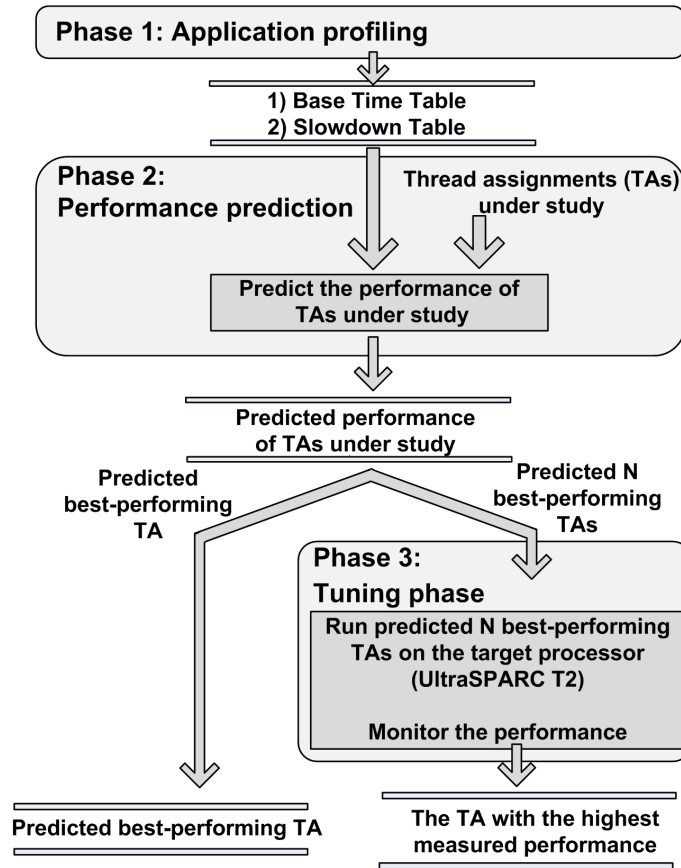 Phase 1: Application profiling
1) Base Time Table
2) Slowdown Table
Phase 2:
Performance prediction
Thread assignments (TAs)
under study
Predict the performance of
TAs under study
Predicted performance
of TAs under study
Predicted
best-performing
TA
Predicted N
best-performing
TAs
Phase 3:
Tuning phase
Run predicted N best-performing
TAs on the target processor
(UltraSPARC T2)
Monitor the performance
Predicted best-performing TA
The TA with the highest
measured performance